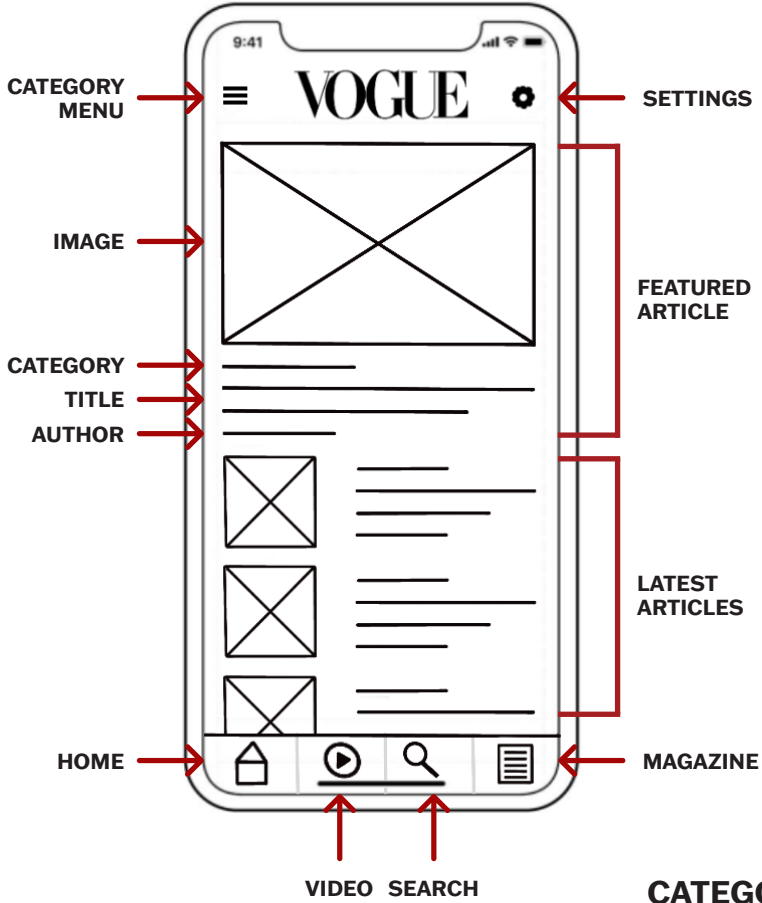 9:41
VOGUE
CATEGORY
MENU
SETTINGS
IMAGE
FEATURED
ARTICLE
CATEGORY
TITLE
AUTHOR
LATEST
ARTICLES
HOME
MAGAZINE
VIDEO
SEARCH